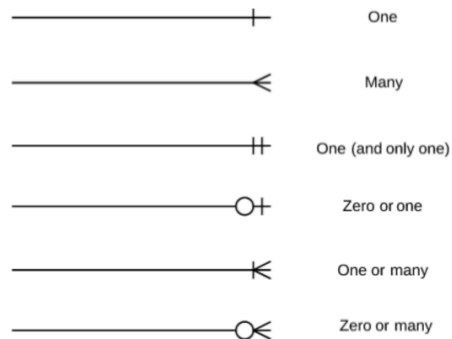 One
Many
One (and only one)
Zero or one
One or many
Zero or many